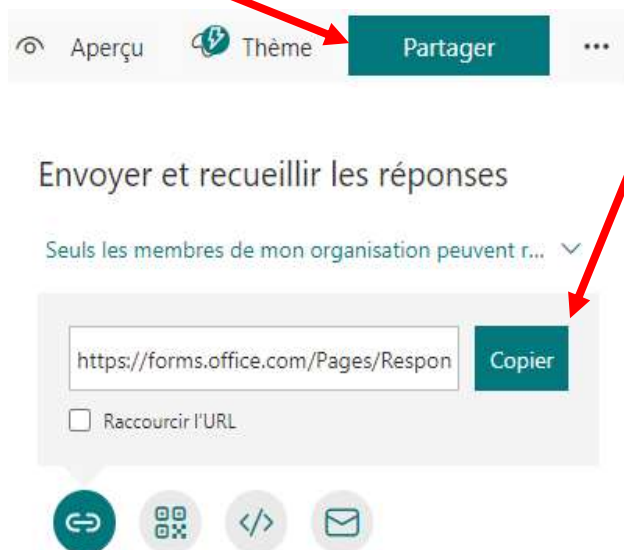 Aperçu Thème Partager ...
Envoyer et recueillir les réponses
Seuls les membres de mon organisation peuvent r...
https://forms.office.com/Pages/Respon Copier
Raccourcir l'URL